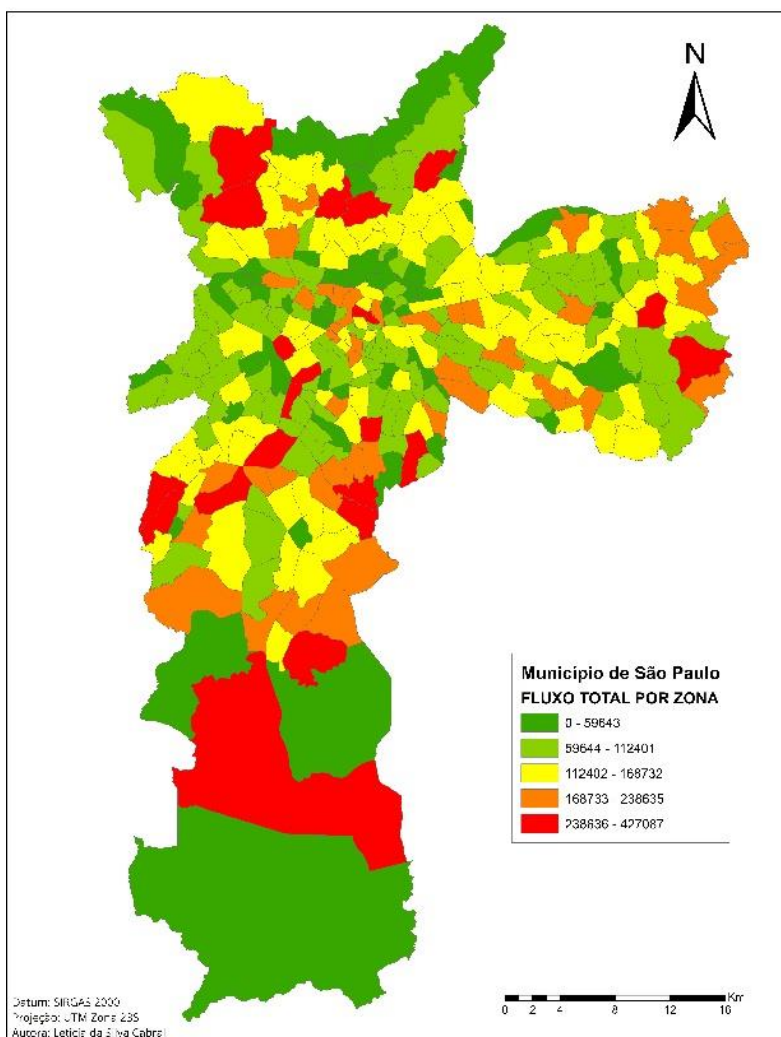 N
Município de São Paulo
FLUXO TOTAL POR ZONA
0 - 59643
59644 - 112401
112402 - 168732
168733 - 238635
238636 - 427087
Km
0 2 4 8 12 16
Datum: SIRGAS 2000
Projeção: UTM Zona 23S
Autora: Leticia da Silva Cabral